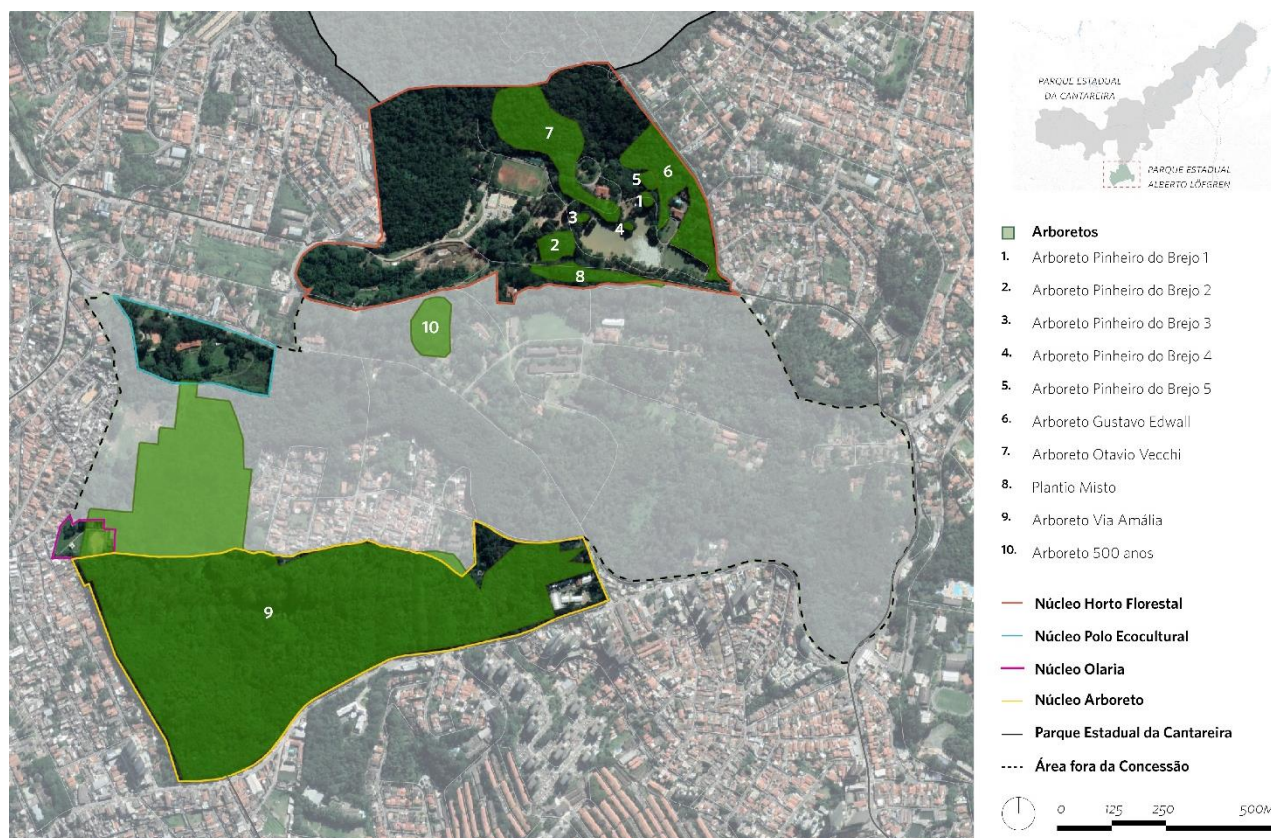 7
6
5
1
3
4
2
8
10
9
PARQUE ESTADUAL
DA CANTAREIRA
PARQUE ESTADUAL
ALBERTO LÖFGREN
Arboretos
1. Arboreto Pinheiro do Brejo 1
2. Arboreto Pinheiro do Brejo 2
3. Arboreto Pinheiro do Brejo 3
4. Arboreto Pinheiro do Brejo 4
5. Arboreto Pinheiro do Brejo 5
6. Arboreto Gustavo Edwall
7. Arboreto Otavio Vecchi
8. Plantio Misto
9. Arboreto Via Amália
10. Arboreto 500 anos
Núcleo Horto Florestal
Núcleo Polo Ecocultural
Núcleo Olaria
Núcleo Arboreto
Parque Estadual da Cantareira
Área fora da Concessão
0 125 250 500M